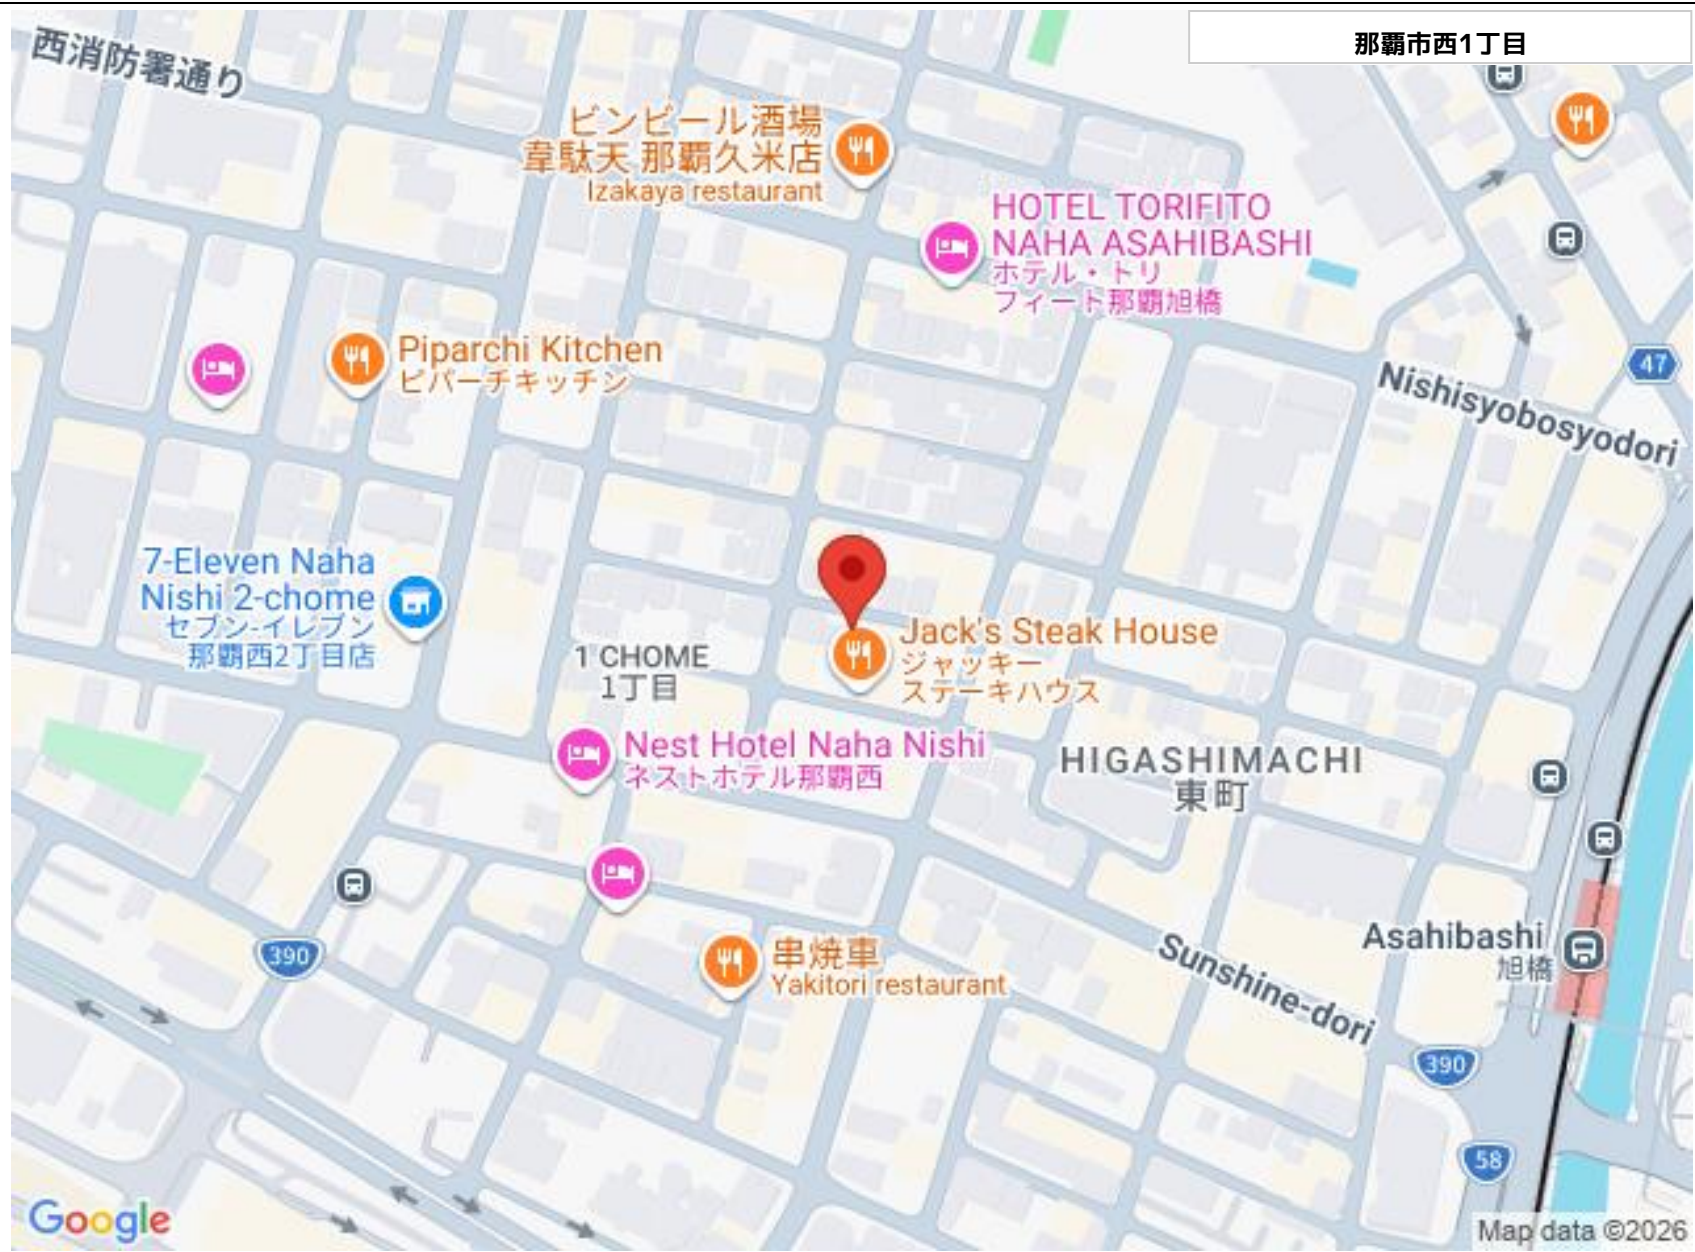 那覇市西1丁目
西消防署通り
ビンビール酒場
韋駄天 那覇久米店
Izakaya restaurant
HOTEL TORIFITO
NAHA ASAHIBASHI
ホテル・トリ
フィート那覇旭橋
Piparchi Kitchen
ピパーチキッチン
47
Nishisyobosyodori
7-Eleven Naha
Nishi 2-chome
セブン-イレブン
那覇西2丁目店
1 CHOME
1丁目
Jack's Steak House
ジャッキー
ステーキハウス
Nest Hotel Naha Nishi
ネストホテル那覇西
HIGASHIMACHI
東町
390
串焼車
Yakitori restaurant
Asahibashi
旭橋
Sunshine-dori
390
58
Google
Map data ©2026